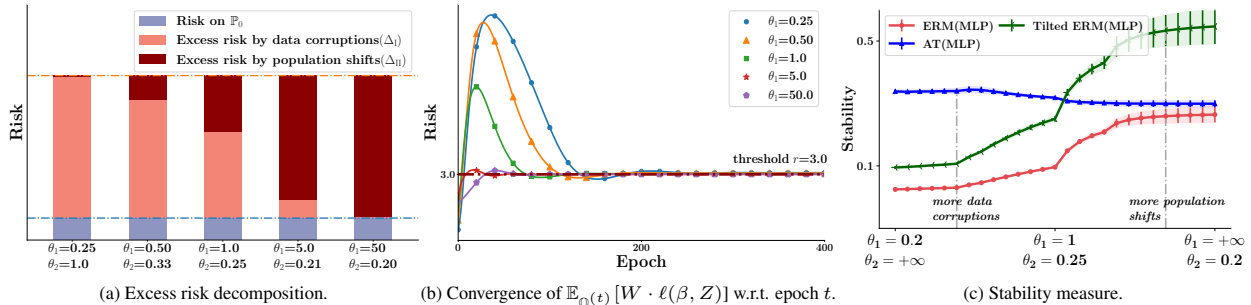 Risk
Risk on ℙ₀
Excess risk by data corruptions(Δ_I)
Excess risk by population shifts(Δ_II)
θ₁=0.25
θ₂=1.0
θ₁=0.50
θ₂=0.33
θ₁=1.0
θ₂=0.25
θ₁=5.0
θ₂=0.21
θ₁=50
θ₂=0.20
(a) Excess risk decomposition.
Risk
3.0
θ₁=0.25
θ₁=0.50
θ₁=1.0
θ₁=5.0
θ₁=50.0
threshold r=3.0
0
200
400
Epoch
(b) Convergence of 𝔼_ℚ(t) [W · ℓ(β, Z)] w.r.t. epoch t.
Stability
0.5
0.1
ERM(MLP)
AT(MLP)
Tilted ERM(MLP)
more data
corruptions
more population
shifts
θ₁ = 0.2
θ₂ = +∞
θ₁ = 1
θ₂ = 0.25
θ₁ = +∞
θ₂ = 0.2
(c) Stability measure.